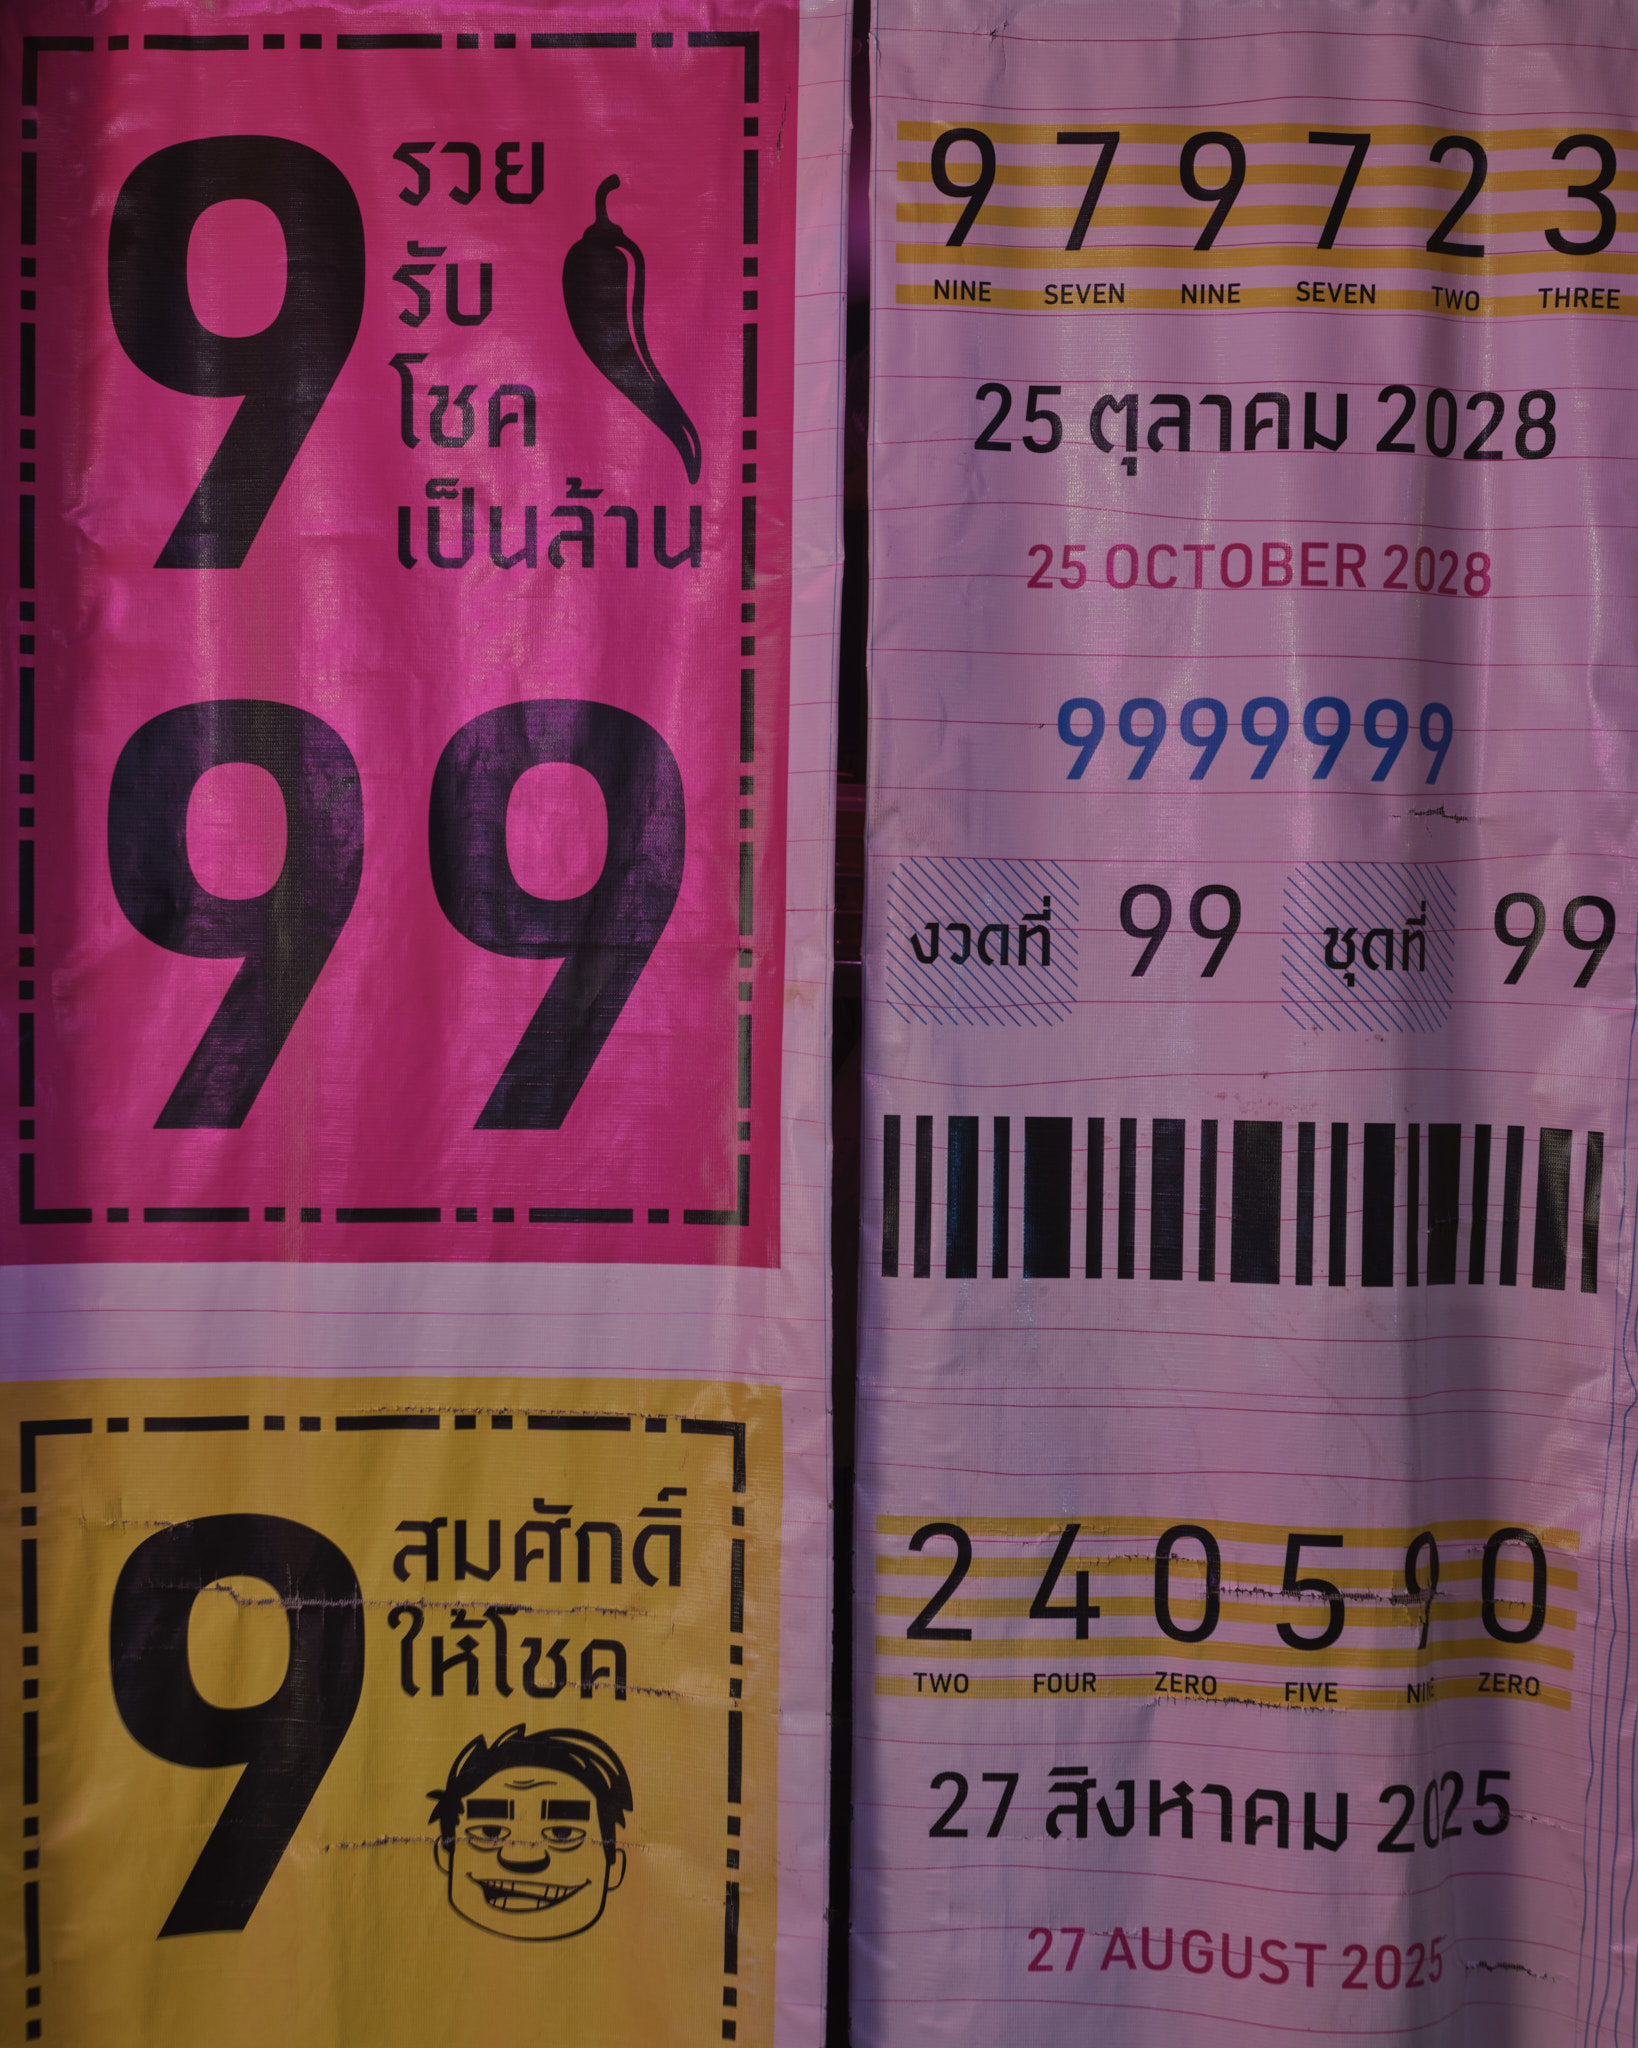 9
รวย
รับ
โชค
เป็นล้าน
99
9
สมศักดิ์
ให้โชค
979723
NINE SEVEN NINE SEVEN TWO THREE
25 ตุลาคม 2028
25 OCTOBER 2028
9999999
งวดที่ 99 ชุดที่ 99
240590
TWO FOUR ZERO FIVE NINE ZERO
27 สิงหาคม 2025
27 AUGUST 2025